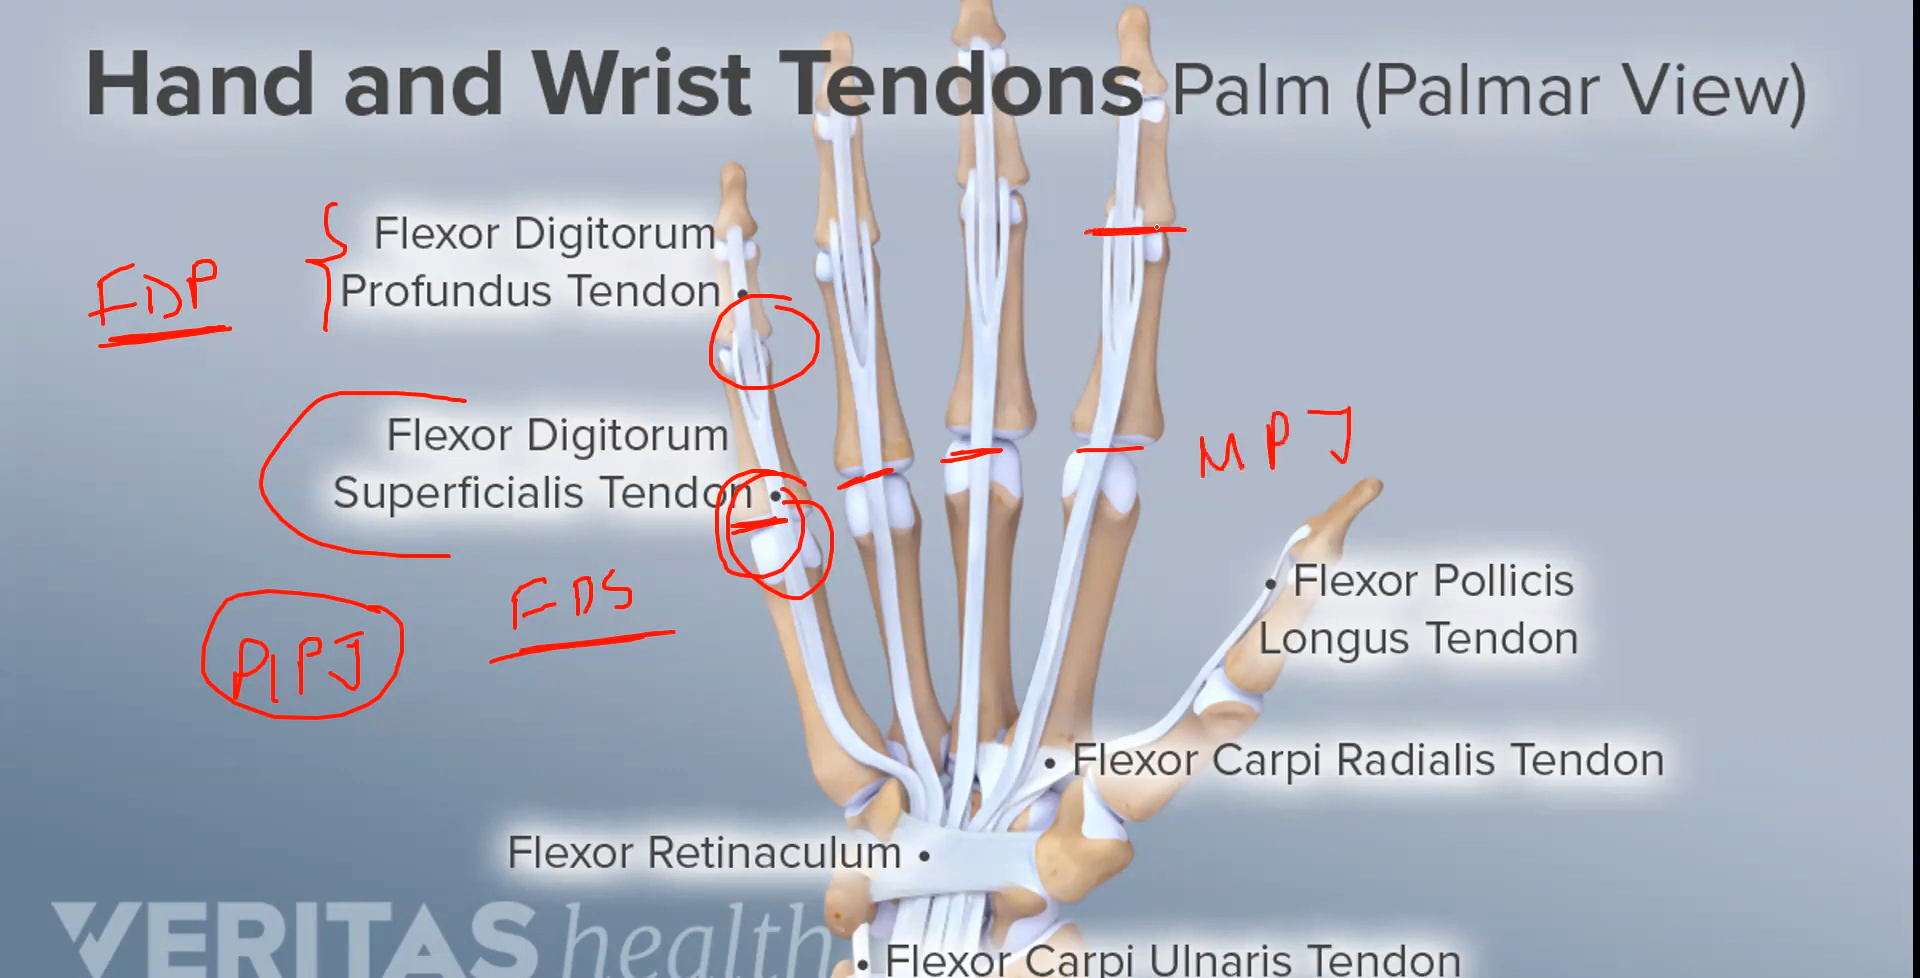 Hand and Wrist Tendons Palm (Palmar View)
Flexor Digitorum
Profundus Tendon
FDP
Flexor Digitorum
Superficialis Tendon
MPJ
FDS
PIPJ
Flexor Pollicis
Longus Tendon
Flexor Carpi Radialis Tendon
Flexor Retinaculum
VERITAS health
Flexor Carpi Ulnaris Tendon